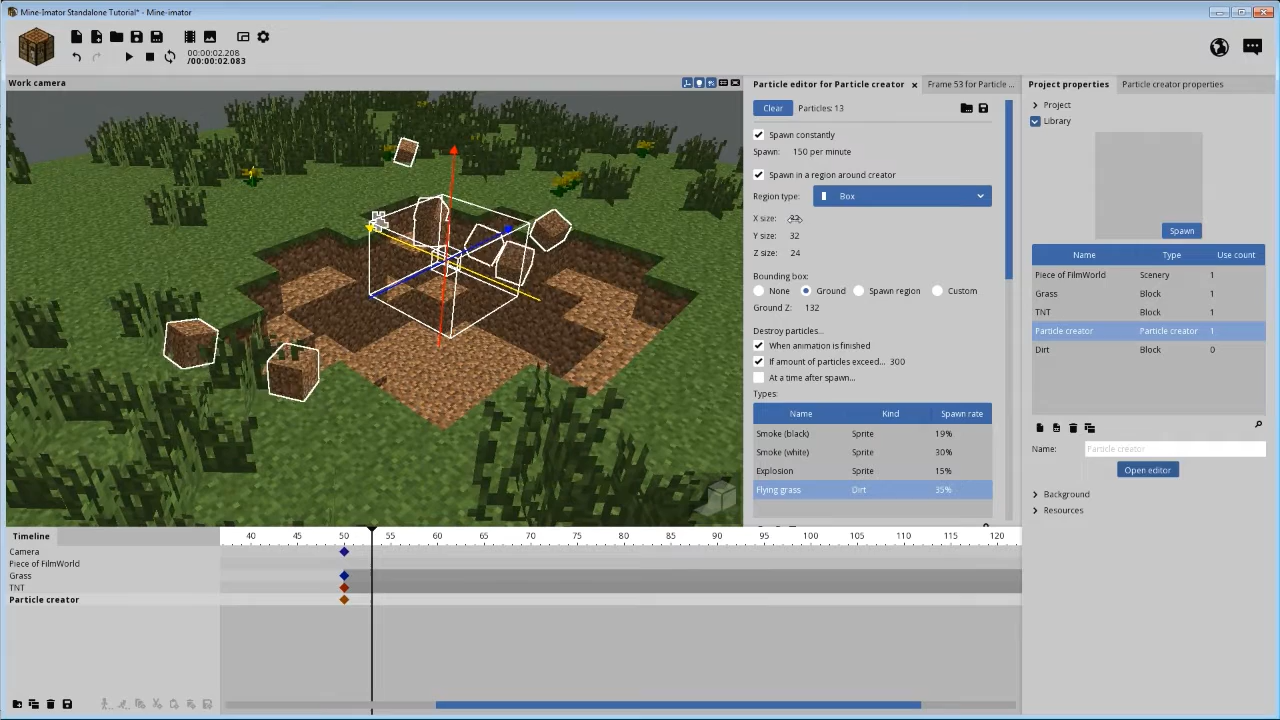 Mine-Imator Standalone Tutorial* - Mine-imator
00:00:02.208
/00:00:02.083
Work camera
Particle editor for Particle creator
Frame 53 for Particle ...
Clear
Particles: 13
Spawn constantly
Spawn: 150 per minute
Spawn in a region around creator
Region type: Box
X size:
Y size: 32
Z size: 24
Bounding box:
None Ground Spawn region Custom
Ground Z: 132
Destroy particles...
When animation is finished
If amount of particles exceed... 300
At a time after spawn...
Types:
Name Kind Spawn rate
Smoke (black) Sprite 19%
Smoke (white) Sprite 30%
Explosion Sprite 15%
Flying grass Dirt 35%
Project properties
Particle creator properties
Project
Library
Spawn
Name Type Use count
Piece of FilmWorld Scenery 1
Grass Block 1
TNT Block 1
Particle creator Particle creator 1
Dirt Block 0
Name: Particle creator
Open editor
Background
Resources
Timeline
40 45 50 55 60 65 70 75 80 85 90 95 100 105 110 115 120
Camera
Piece of FilmWorld
Grass
TNT
Particle creator